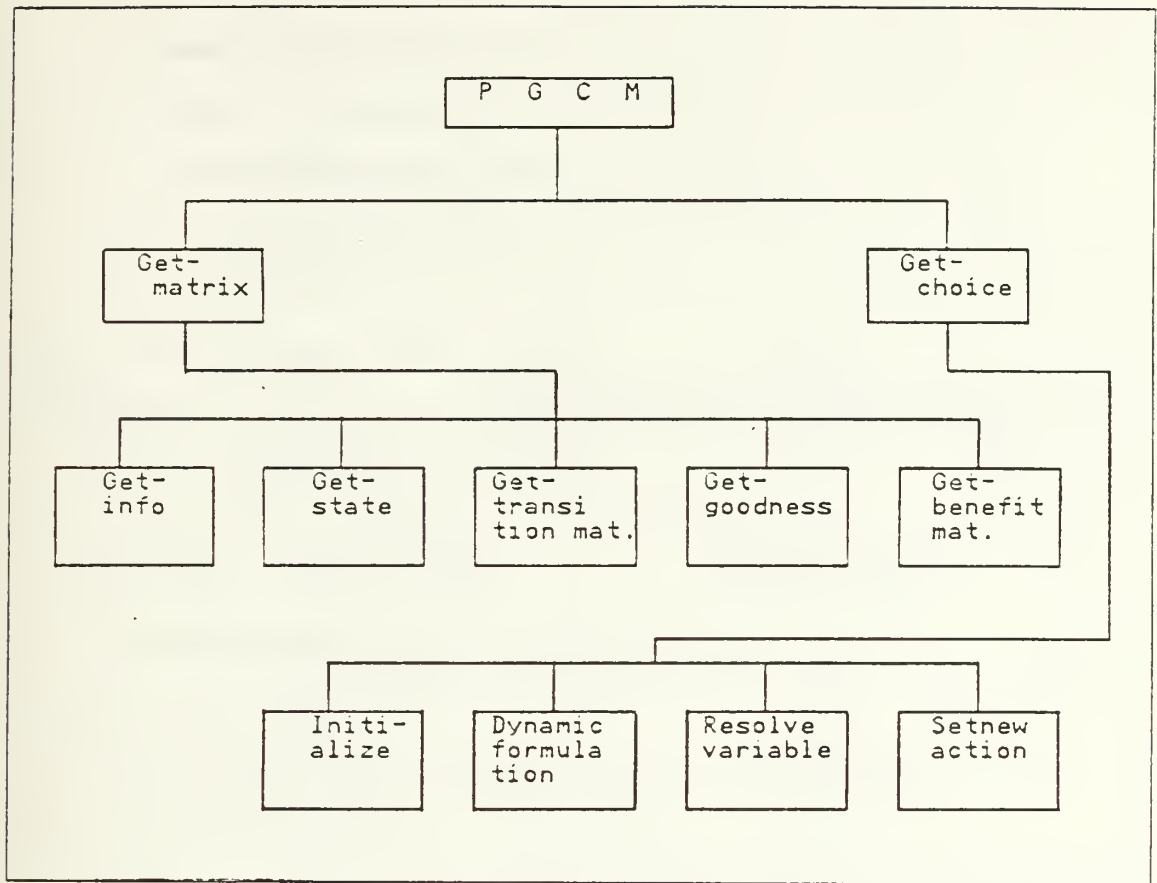 P G C M
Get-
matrix
Get-
choice
Get-
info
Get-
state
Get-
transi
tion mat.
Get-
goodness
Get-
benefit
mat.
Initi-
alize
Dynamic
formula
tion
Resolve
variable
Setnew
action